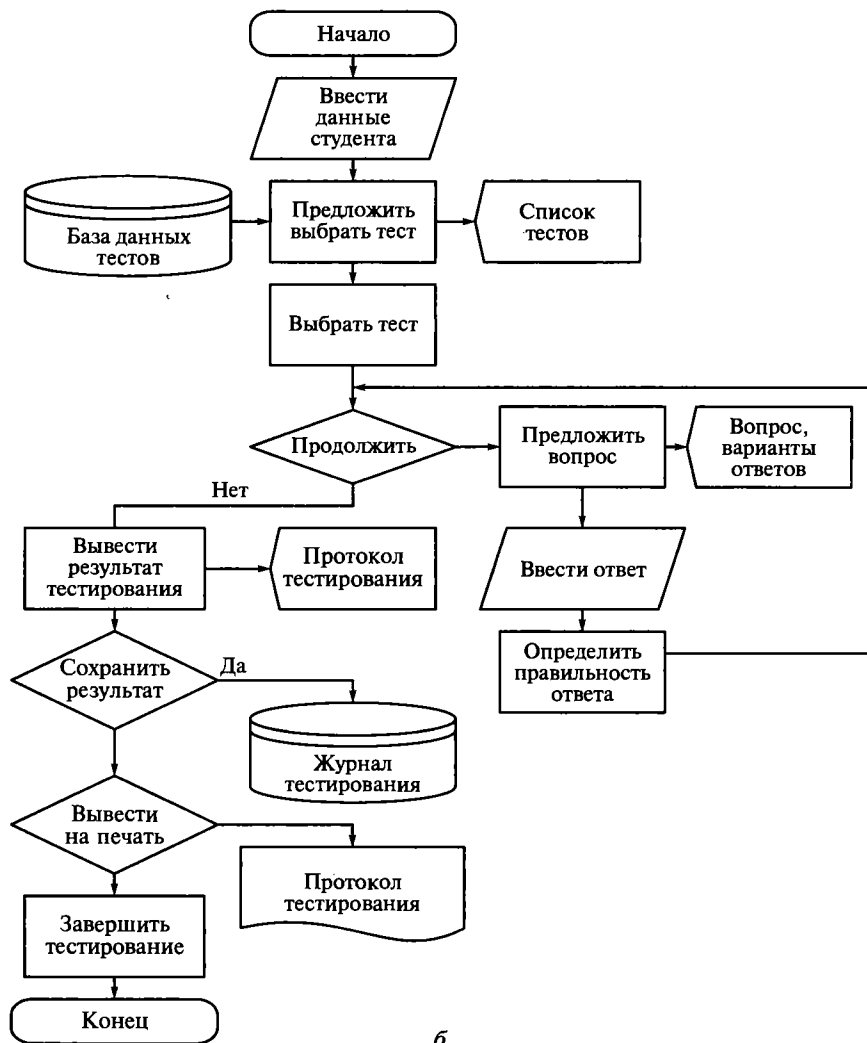 Начало
Ввести
данные
студента
База данных
тестов
Предложить
выбрать тест
Список
тестов
Выбрать тест
Продолжить
Предложить
вопрос
Вопрос,
варианты
ответов
Нет
Вывести
результат
тестирования
Протокол
тестирования
Ввести ответ
Сохранить
результат
Да
Определить
правильность
ответа
Журнал
тестирования
Вывести
на печать
Протокол
тестирования
Завершить
тестирование
Конец
б